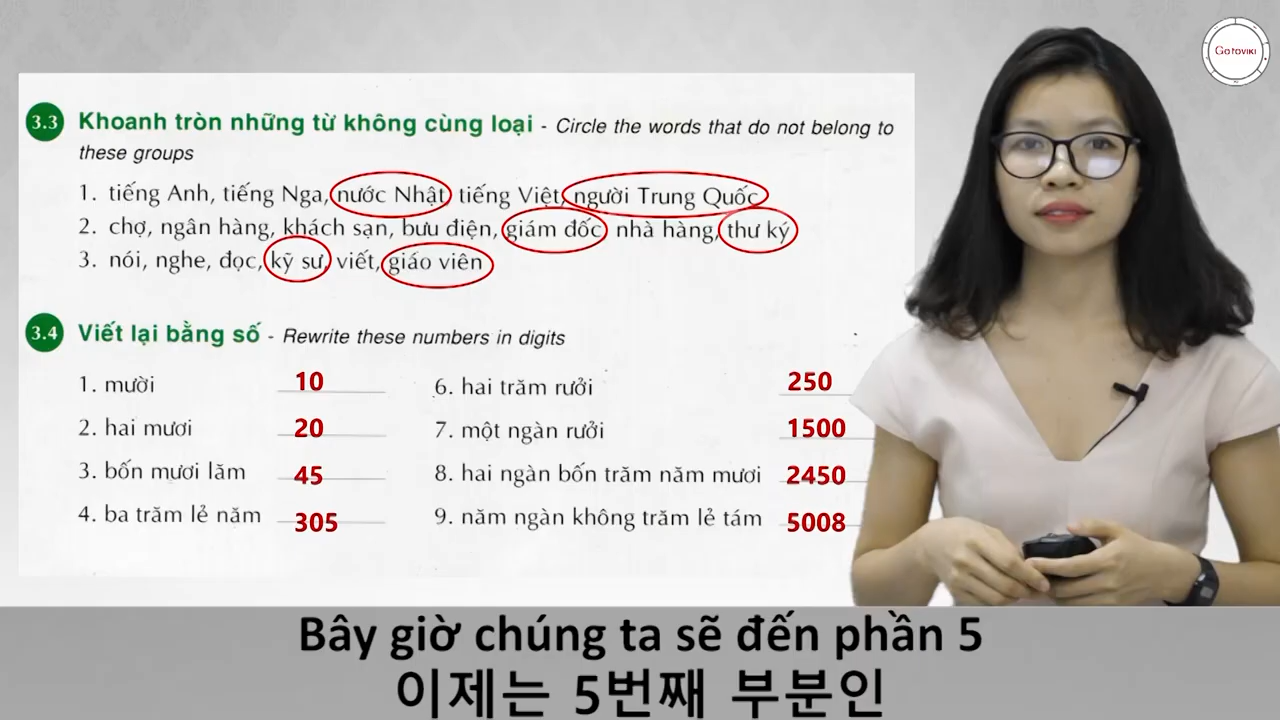 GoToViKi
3.3 Khoanh tròn những từ không cùng loại - Circle the words that do not belong to
these groups
1. tiếng Anh, tiếng Nga, nước Nhật, tiếng Việt, người Trung Quốc
2. chợ, ngân hàng, khách sạn, bưu điện, giám đốc, nhà hàng, thư ký
3. nói, nghe, đọc, kỹ sư, viết, giáo viên
3.4 Viết lại bằng số - Rewrite these numbers in digits
1. mười 10 6. hai trăm rưởi 250
2. hai mươi 20 7. một ngàn rưởi 1500
3. bốn mươi lăm 45 8. hai ngàn bốn trăm năm mươi 2450
4. ba trăm lẻ năm 305 9. năm ngàn không trăm lẻ tám 5008
Bây giờ chúng ta sẽ đến phần 5
이제는 5번째 부분인